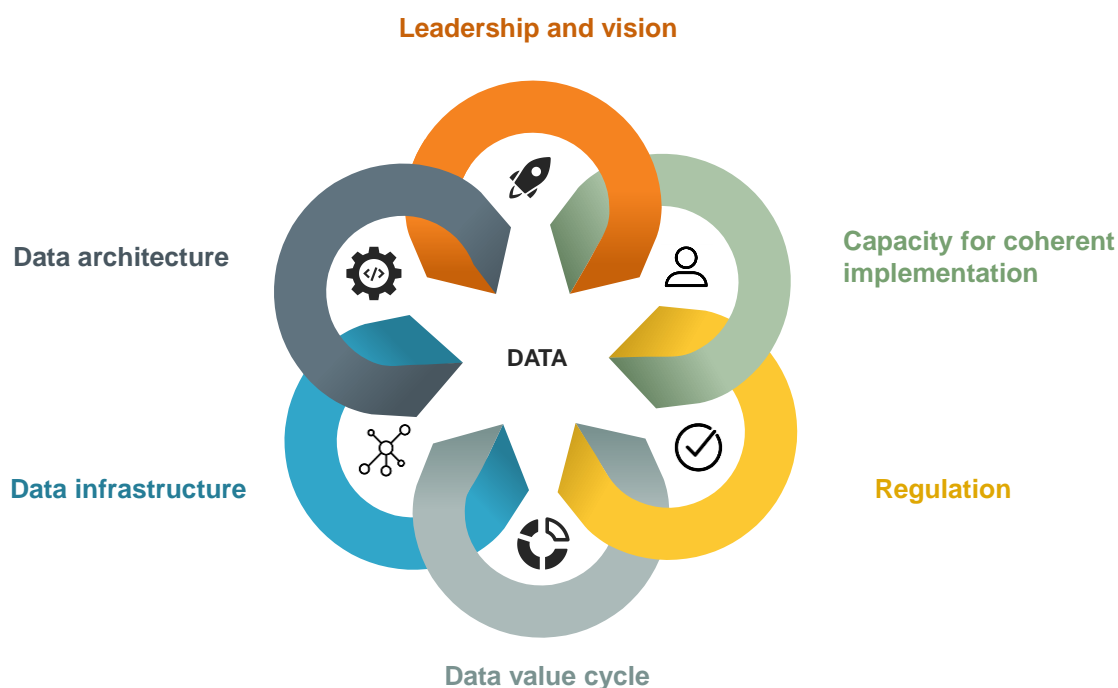 Leadership and vision
Capacity for coherent
implementation
Data architecture
</>
DATA
Data infrastructure
Regulation
Data value cycle